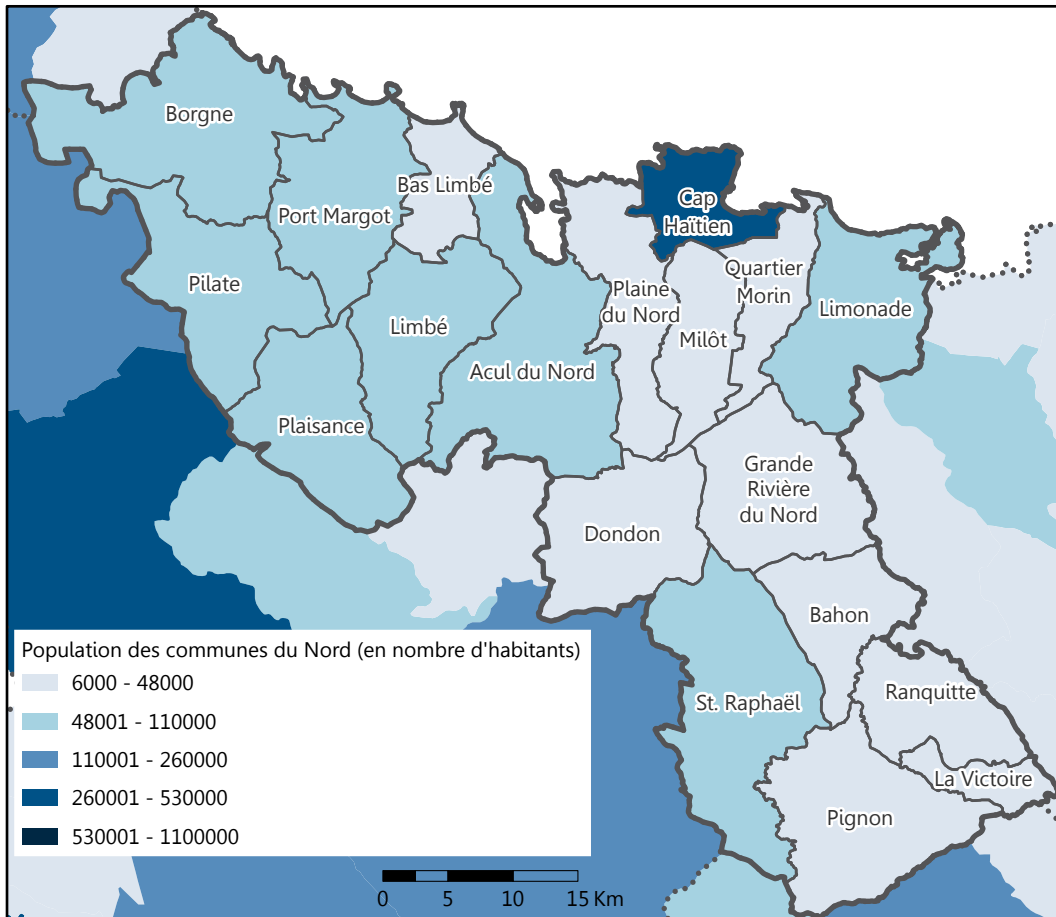 Borgne
Bas Limbé
Port Margot
Cap
Haïtien
Pilate
Limbé
Plaine
du Nord
Quartier
Morin
Limonade
Milôt
Acul du Nord
Plaisance
Grande
Rivière
du Nord
Dondon
Bahon
St. Raphaël
Ranquitte
La Victoire
Pignon
Population des communes du Nord (en nombre d'habitants)
6000 - 48000
48001 - 110000
110001 - 260000
260001 - 530000
530001 - 1100000
0 5 10 15 Km